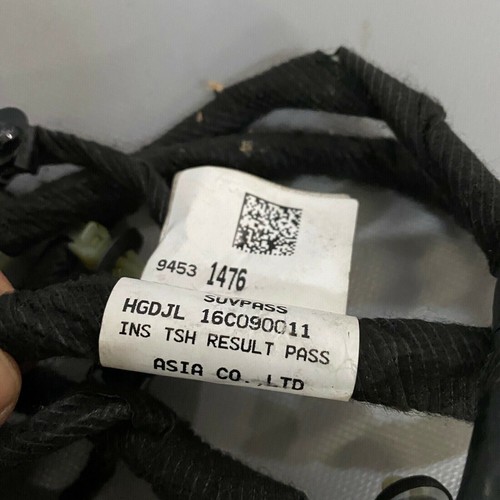 9453 1476
SUVPASS
HGDJL 16C090011
INS TSH RESULT PASS
ASIA CO.,LTD